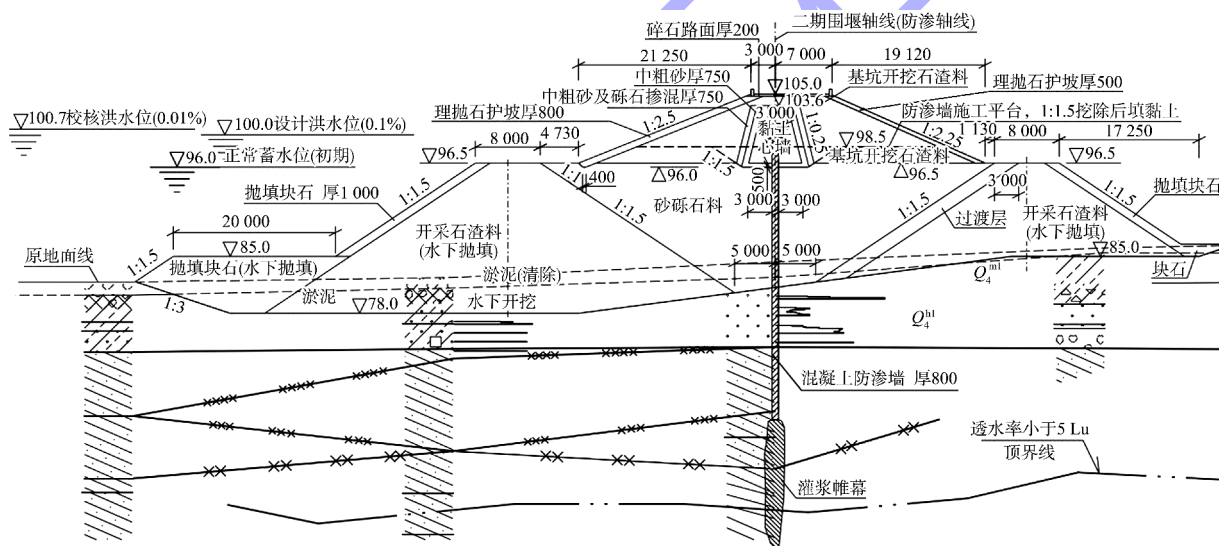 碎石路面厚200
二期围堰轴线(防渗轴线)
21 250
3 000
7 000
19 120
中粗砂厚750
105.0
基坑开挖石渣料
理抛石护坡厚500
中粗砂及砾石掺混厚750
103.6
理抛石护坡厚800
3 000
防渗墙施工平台，1:1.5挖除后填黏土
100.7校核洪水位(0.01%)
100.0设计洪水位(0.1%)
1:2.5
黏土
心墙
1:0.25
98.5
1:2.25
8 000
4 730
1 130
8 000
17 250
96.0
正常蓄水位(初期)
96.5
1:1
1:1.5
基坑开挖石渣料
96.5
96.5
400
96.0
500
抛填块石 厚1 000
1:1.5
1:1.5
砂砾石料
3 000
3 000
1:1.5
3 000
1:1.5
抛填块石
20 000
开采石渣料
(水下抛填)
过渡层
开采石渣料
(水下抛填)
原地面线
85.0
5 000
5 000
85.0
1:1.5
抛填块石(水下抛填)
淤泥(清除)
Q₄ᵐˡ
块石
1:3
淤泥
78.0
水下开挖
Q₄ʰˡ
混凝土防渗墙 厚800
透水率小于5 Lu
顶界线
灌浆帷幕